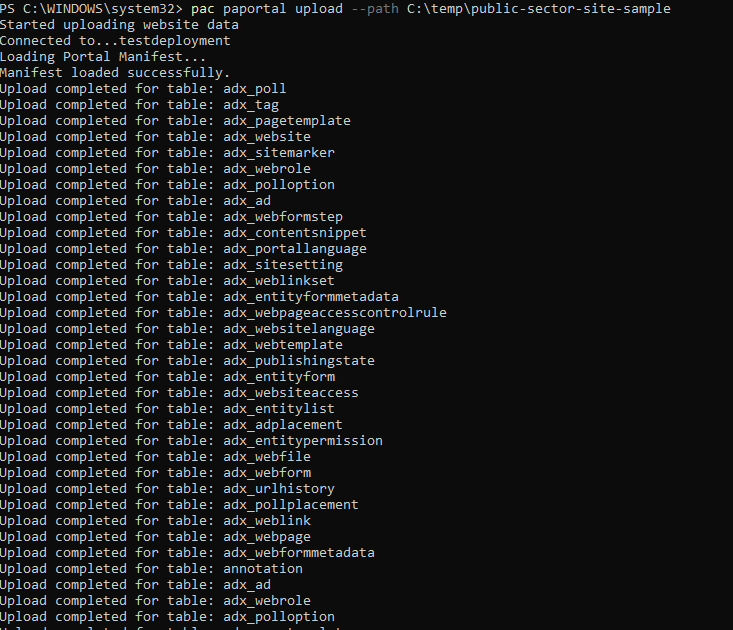 PS C:\WINDOWS\system32> pac paportal upload --path C:\temp\public-sector-site-sample
Started uploading website data
Connected to...testdeployment
Loading Portal Manifest...
Manifest loaded successfully.
Upload completed for table: adx_poll
Upload completed for table: adx_tag
Upload completed for table: adx_pagetemplate
Upload completed for table: adx_website
Upload completed for table: adx_sitemarker
Upload completed for table: adx_webrole
Upload completed for table: adx_polloption
Upload completed for table: adx_ad
Upload completed for table: adx_webformstep
Upload completed for table: adx_contentsnippet
Upload completed for table: adx_portallanguage
Upload completed for table: adx_sitesetting
Upload completed for table: adx_weblinkset
Upload completed for table: adx_entityformmetadata
Upload completed for table: adx_webpageaccesscontrolrule
Upload completed for table: adx_websitelanguage
Upload completed for table: adx_webtemplate
Upload completed for table: adx_publishingstate
Upload completed for table: adx_entityform
Upload completed for table: adx_websiteaccess
Upload completed for table: adx_entitylist
Upload completed for table: adx_adplacement
Upload completed for table: adx_entitypermission
Upload completed for table: adx_webfile
Upload completed for table: adx_webform
Upload completed for table: adx_urlhistory
Upload completed for table: adx_pollplacement
Upload completed for table: adx_weblink
Upload completed for table: adx_webpage
Upload completed for table: adx_webformmetadata
Upload completed for table: annotation
Upload completed for table: adx_ad
Upload completed for table: adx_webrole
Upload completed for table: adx_polloption